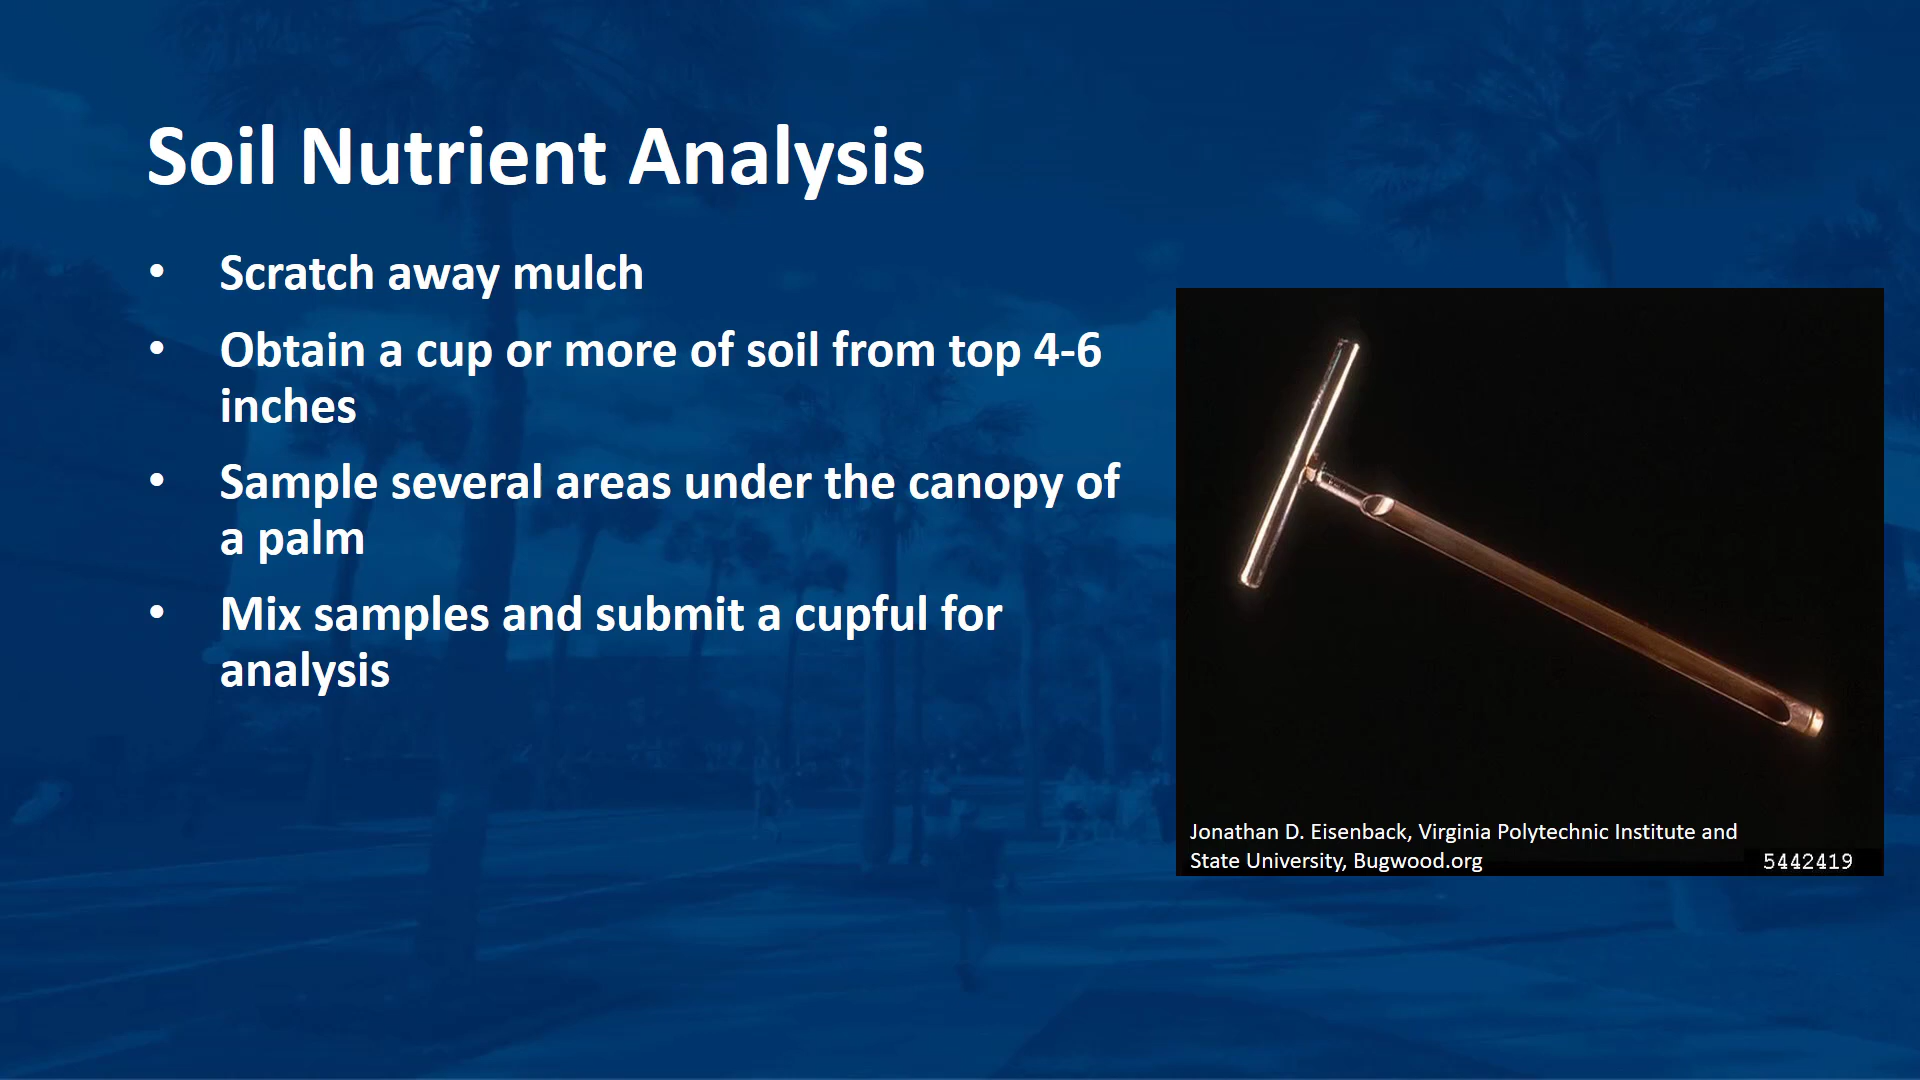 Soil Nutrient Analysis
• Scratch away mulch
• Obtain a cup or more of soil from top 4-6
inches
• Sample several areas under the canopy of
a palm
• Mix samples and submit a cupful for
analysis
Jonathan D. Eisenback, Virginia Polytechnic Institute and
State University, Bugwood.org
5442419